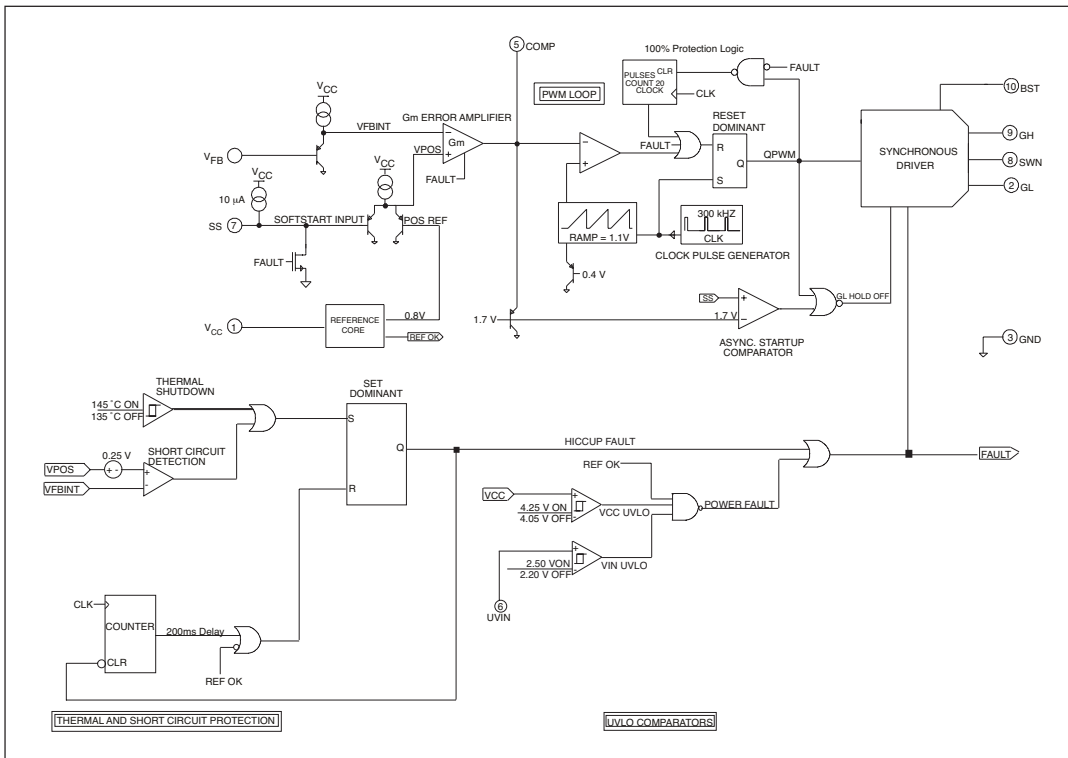 5 COMP
100% Protection Logic
FAULT
PULSES
COUNT 20
CLOCK
CLR
CLK
PWM LOOP
10 BST
VCC
VFBINT
Gm ERROR AMPLIFIER
Gm
−
+
VFB
VPOS
VCC
FAULT
−
+
FAULT
RESET
DOMINANT
R
Q
S
QPWM
SYNCHRONOUS
DRIVER
9 GH
8 SWN
2 GL
VCC
10 µA
SS 7
SOFTSTART INPUT
POS REF
FAULT
RAMP = 1.1V
300 kHZ
CLK
CLOCK PULSE GENERATOR
0.4 V
VCC 1
REFERENCE
CORE
0.8V
REF OK
1.7 V
SS
+
1.7 V
−
ASYNC. STARTUP
COMPARATOR
GL HOLD OFF
3 GND
THERMAL
SHUTDOWN
145˚C ON
135˚C OFF
SET
DOMINANT
S
Q
R
0.25 V
VPOS
+ -
SHORT CIRCUIT
DETECTION
+
-
VFBINT
HICCUP FAULT
FAULT
REF OK
VCC
+
4.25 V ON
4.05 V OFF
-
VCC UVLO
POWER FAULT
+
2.50 VON
2.20 V OFF
-
VIN UVLO
6
UVIN
CLK
COUNTER
CLR
200ms Delay
REF OK
THERMAL AND SHORT CIRCUIT PROTECTION
UVLO COMPARATORS